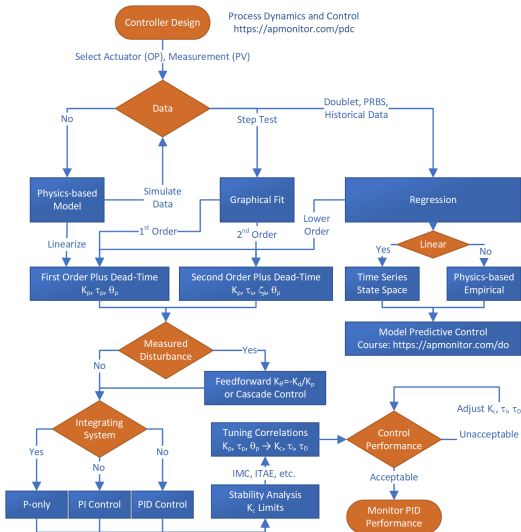 Controller Design
Process Dynamics and Control
https://apmonitor.com/pdc
Select Actuator (OP), Measurement (PV)
Data
No
Step Test
Doublet, PRBS,
Historical Data
Physics-based
Model
Simulate
Data
Graphical Fit
Regression
Linearize
1st Order
2nd Order
Lower
Order
Linear
Yes
No
First Order Plus Dead-Time
Kp, τp, θp
Second Order Plus Dead-Time
Kp, τs, ζs, θp
Time Series
State Space
Physics-based
Empirical
Model Predictive Control
Course: https://apmonitor.com/do
Measured
Disturbance
No
Yes
Feedforward Kff=-Kd/Kp
or Cascade Control
Integrating
System
Yes
No
No
Tuning Correlations
Kp, τp, θp → Kc, τI, τD
Control
Performance
Adjust Kc, τI, τD
Unacceptable
Acceptable
IMC, ITAE, etc.
P-only
PI Control
PID Control
Stability Analysis
Kc Limits
Monitor PID
Performance